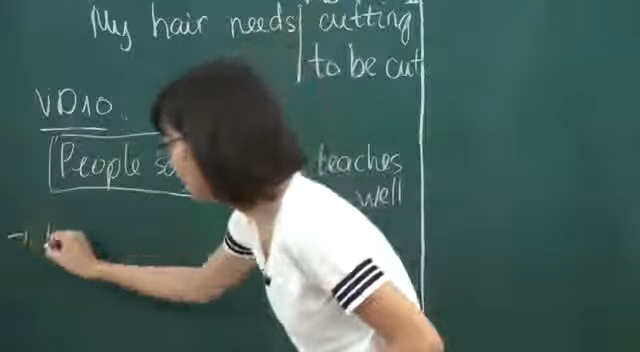 My hair needs cutting
to be cut
VD10.
People teaches
well